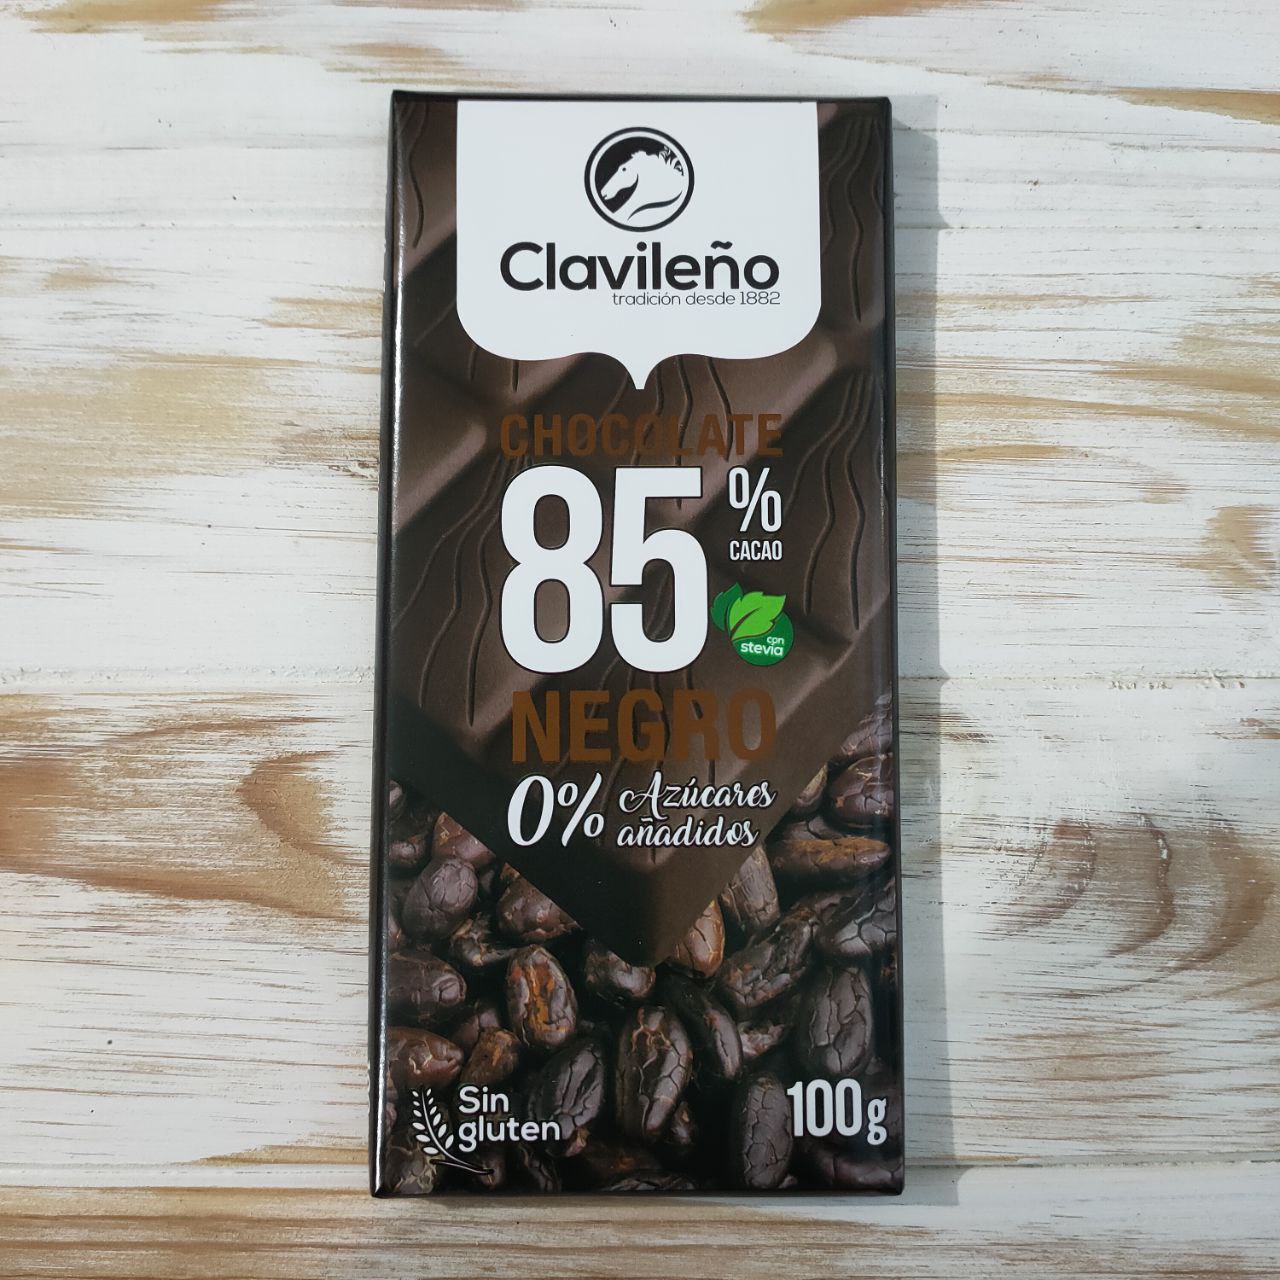 Clavileño
tradición desde 1882
CHOCOLATE
85%
CACAO
con
stevia
NEGRO
0% Azúcares
añadidos
Sin
gluten
100g